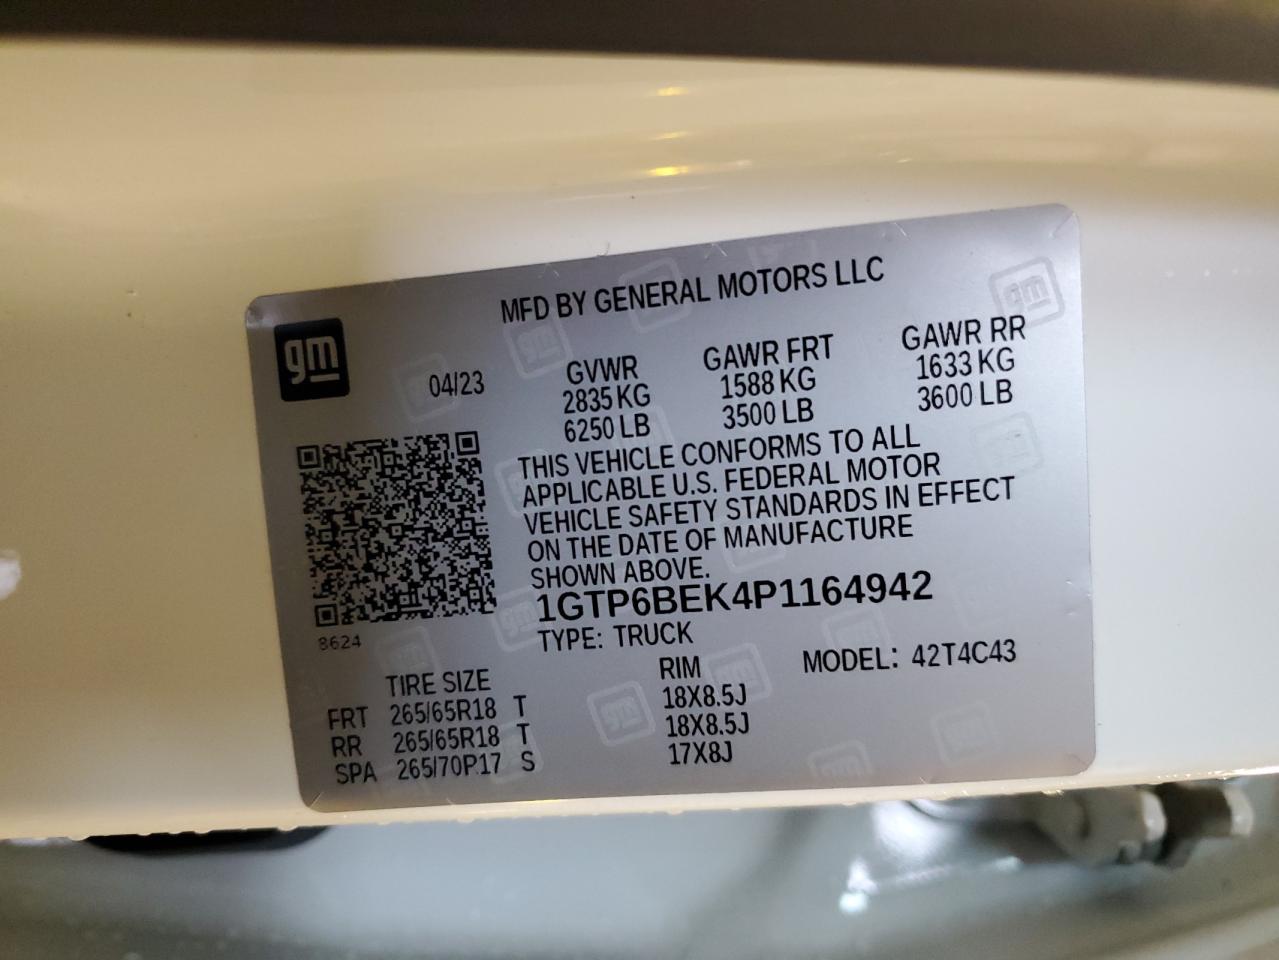 MFD BY GENERAL MOTORS LLC
gm
04/23 GVWR GAWR FRT GAWR RR
2835 KG 1588 KG 1633 KG
6250 LB 3500 LB 3600 LB
THIS VEHICLE CONFORMS TO ALL
APPLICABLE U.S. FEDERAL MOTOR
VEHICLE SAFETY STANDARDS IN EFFECT
ON THE DATE OF MANUFACTURE
SHOWN ABOVE.
1GTP6BEK4P1164942
8624
TYPE: TRUCK
MODEL: 42T4C43
TIRE SIZE RIM
FRT 265/65R18 T 18X8.5J
RR 265/65R18 T 18X8.5J
SPA 265/70R17 S 17X8J